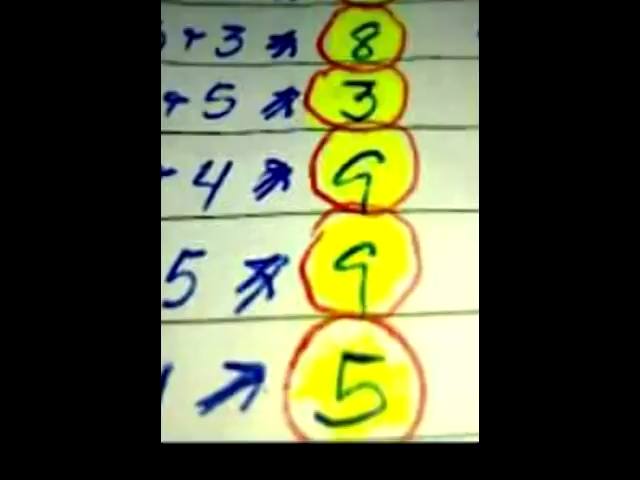 + 3 → 8
+ 5 → 3
4 → 9
5 → 9
→ 5